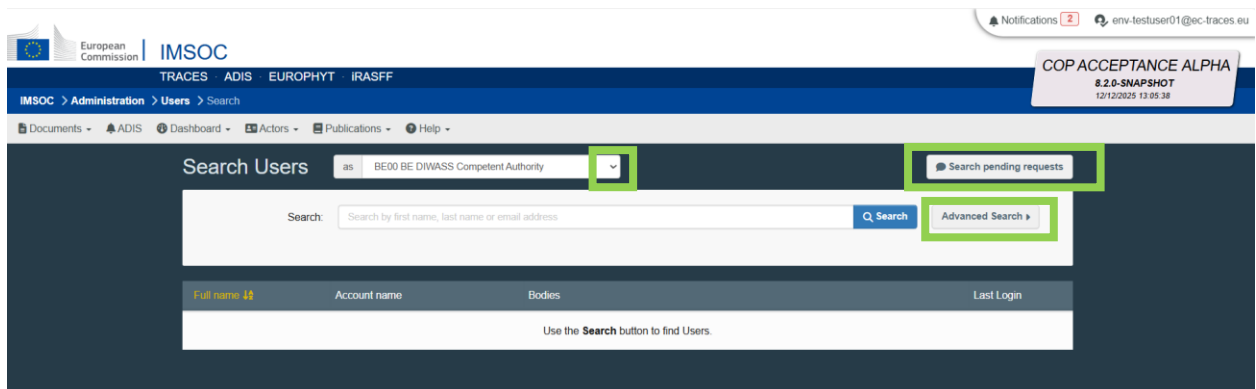 Notifications 2 env-testuser01@ec-traces.eu
European
Commission
IMSOC
TRACES · ADIS · EUROPHYT · IRASFF
COP ACCEPTANCE ALPHA
8.2.0-SNAPSHOT
12/12/2025 13:05:38
IMSOC > Administration > Users > Search
Documents ADIS Dashboard Actors Publications Help
Search Users as BE00 BE DIWASS Competent Authority Search pending requests
Search: Search by first name, last name or email address Search Advanced Search
Full name Account name Bodies Last Login
Use the Search button to find Users.